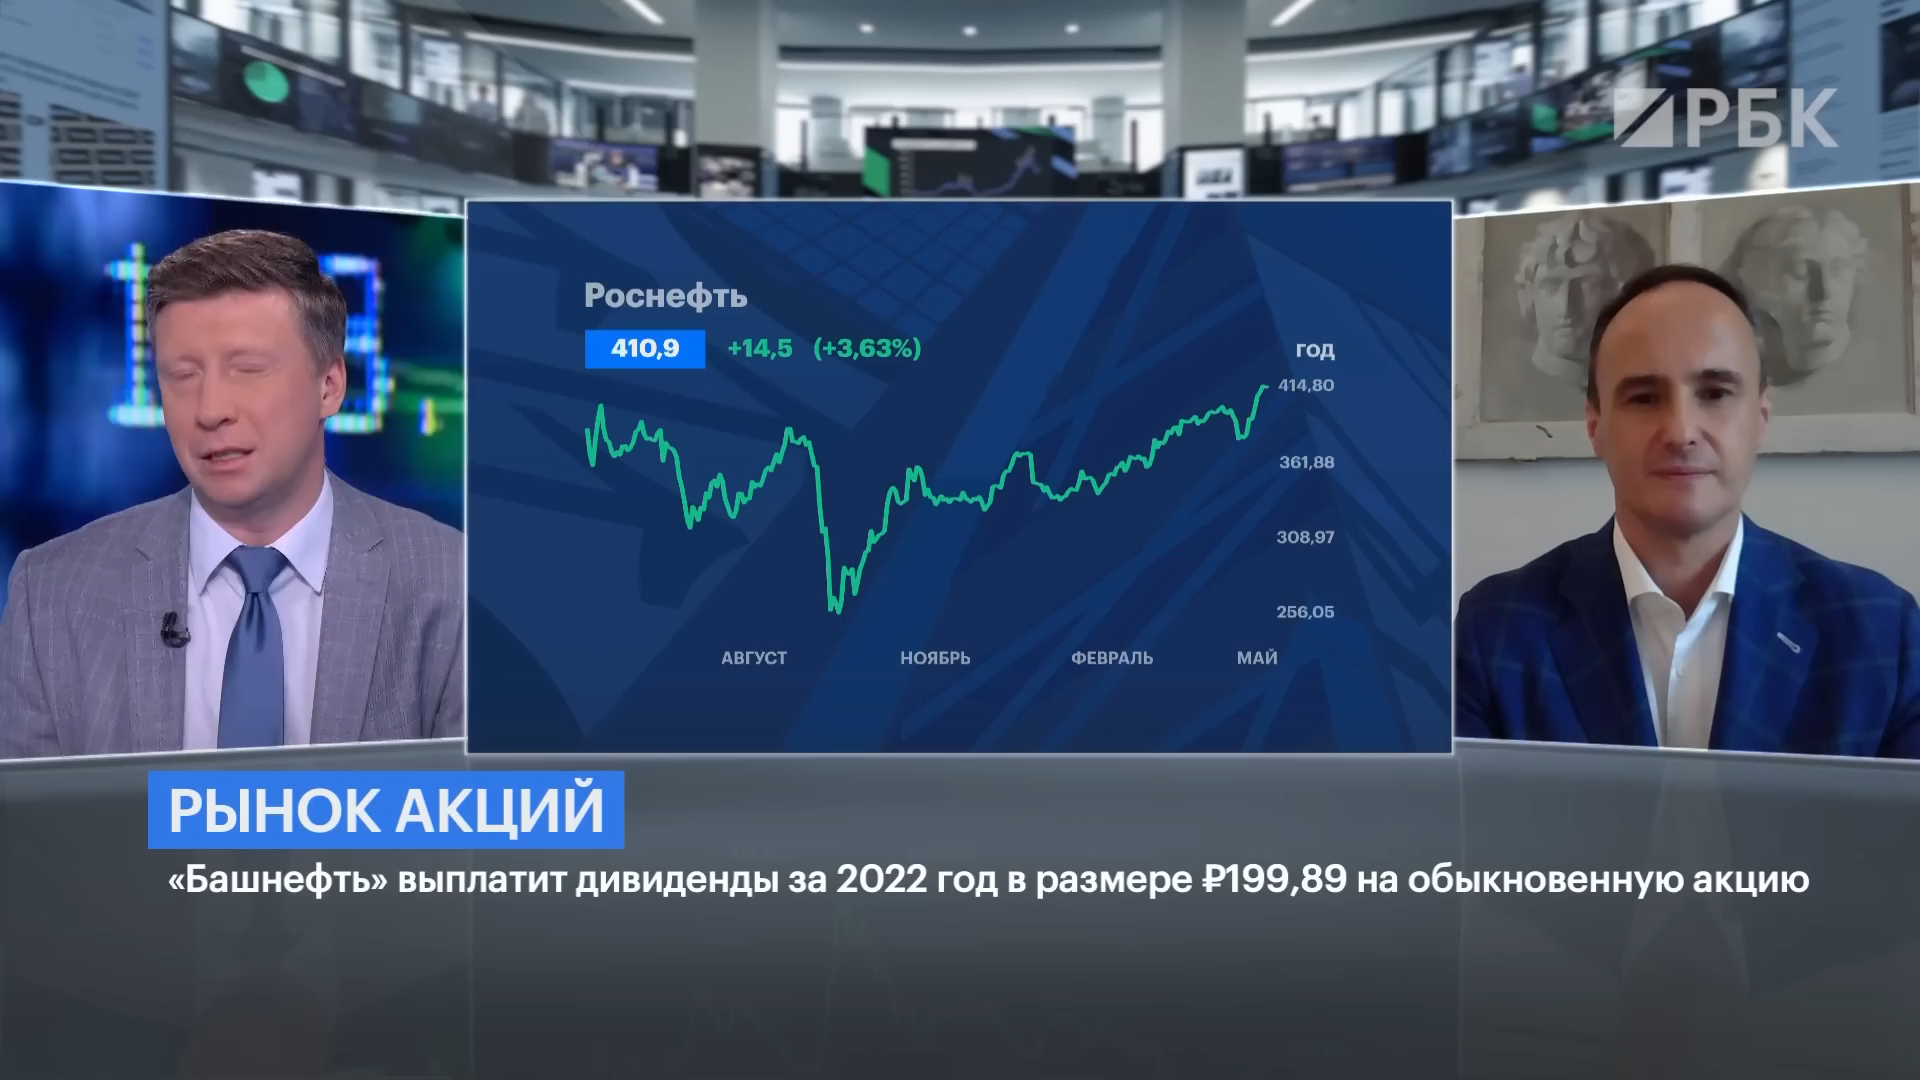 РБК
Роснефть
410,9 +14,5 (+3,63%)
год
414,80
361,88
308,97
256,05
АВГУСТ НОЯБРЬ ФЕВРАЛЬ МАЙ
РЫНОК АКЦИЙ
«Башнефть» выплатит дивиденды за 2022 год в размере ₽199,89 на обыкновенную акцию